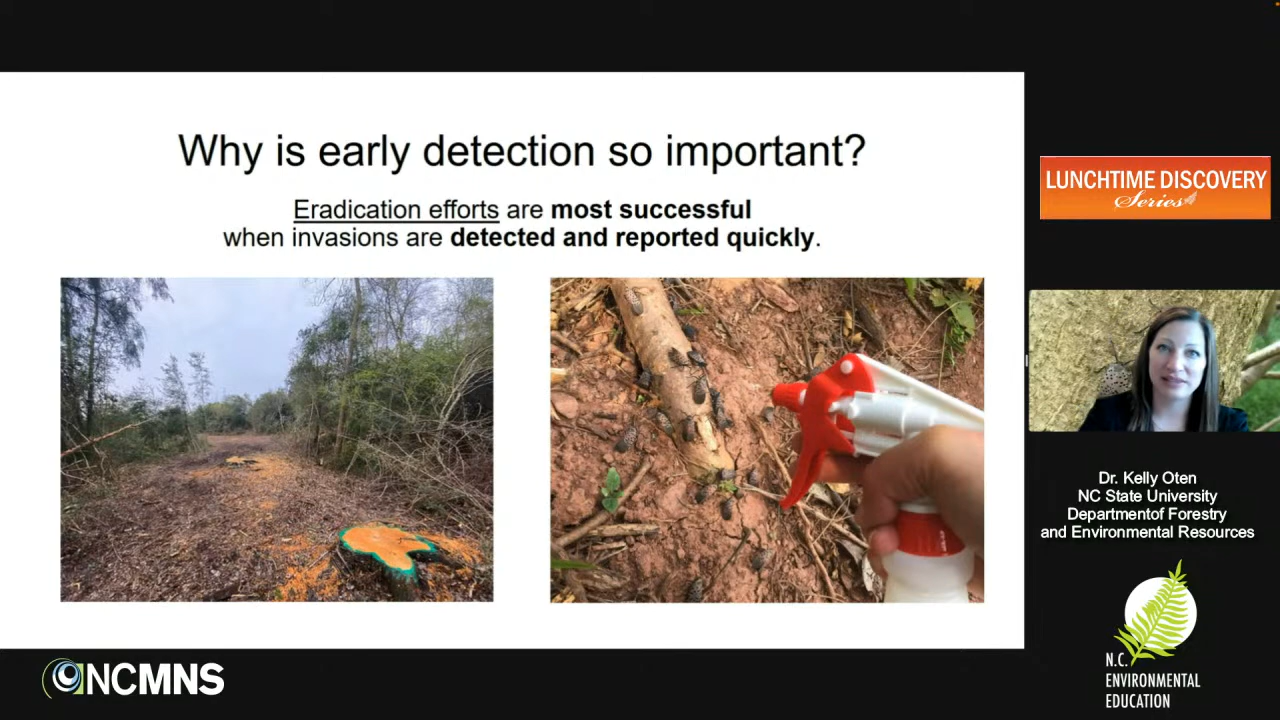 Why is early detection so important?
Eradication efforts are most successful
when invasions are detected and reported quickly.
LUNCHTIME DISCOVERY
Series
Dr. Kelly Oten
NC State University
Departmentof Forestry
and Environmental Resources
NCMNS
N.C.
ENVIRONMENTAL
EDUCATION